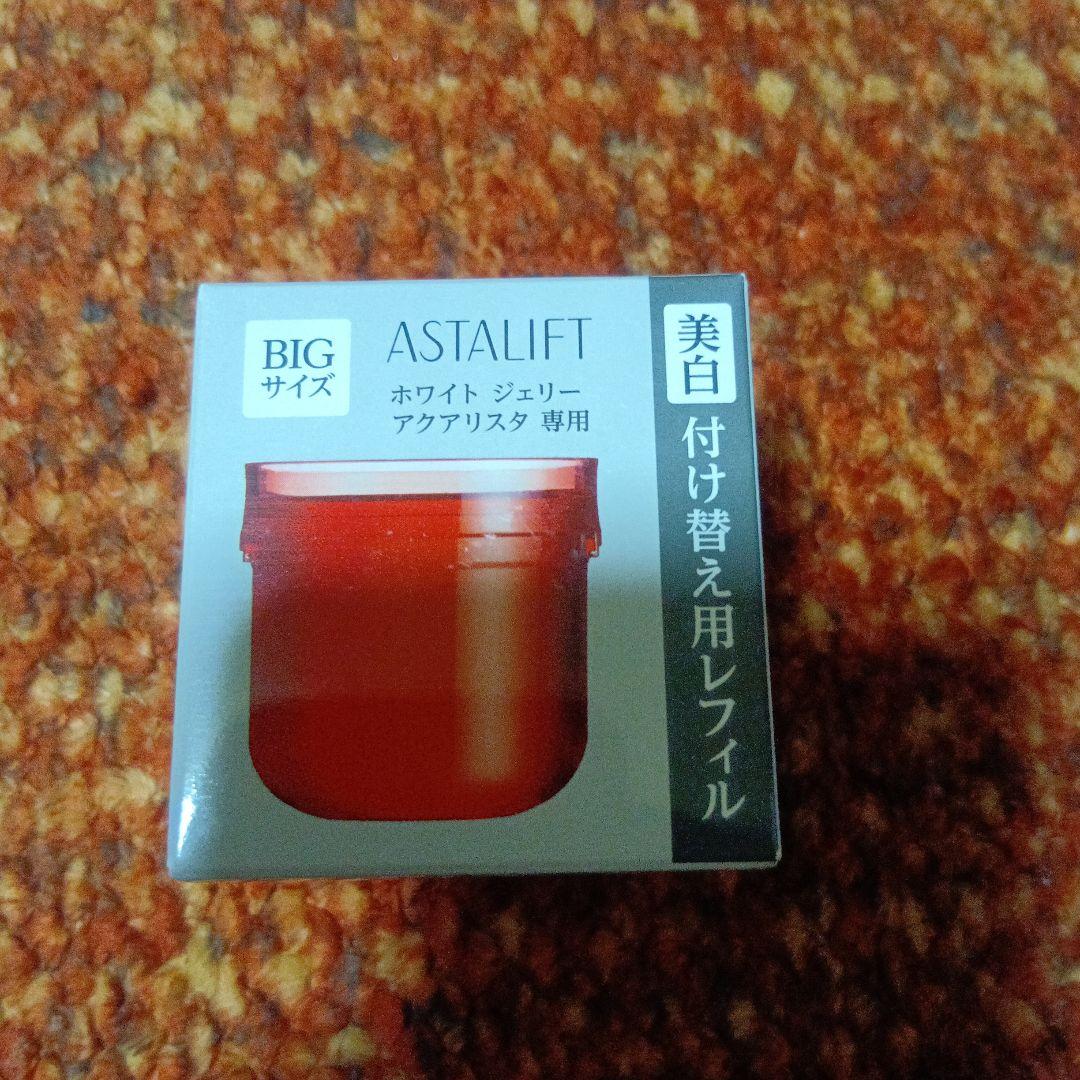 BIG
サイズ
ASTALIFT
ホワイト ジェリー
アクアリスタ 専用
美白
付け替え用レフィル